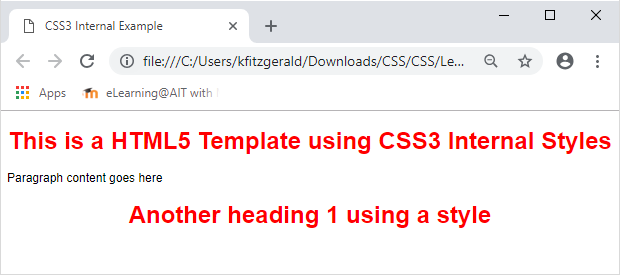 CSS3 Internal Example
file:///C:/Users/kfitzgerald/Downloads/CSS/CSS/Le...
Apps
eLearning@AIT with
This is a HTML5 Template using CSS3 Internal Styles
Paragraph content goes here
Another heading 1 using a style